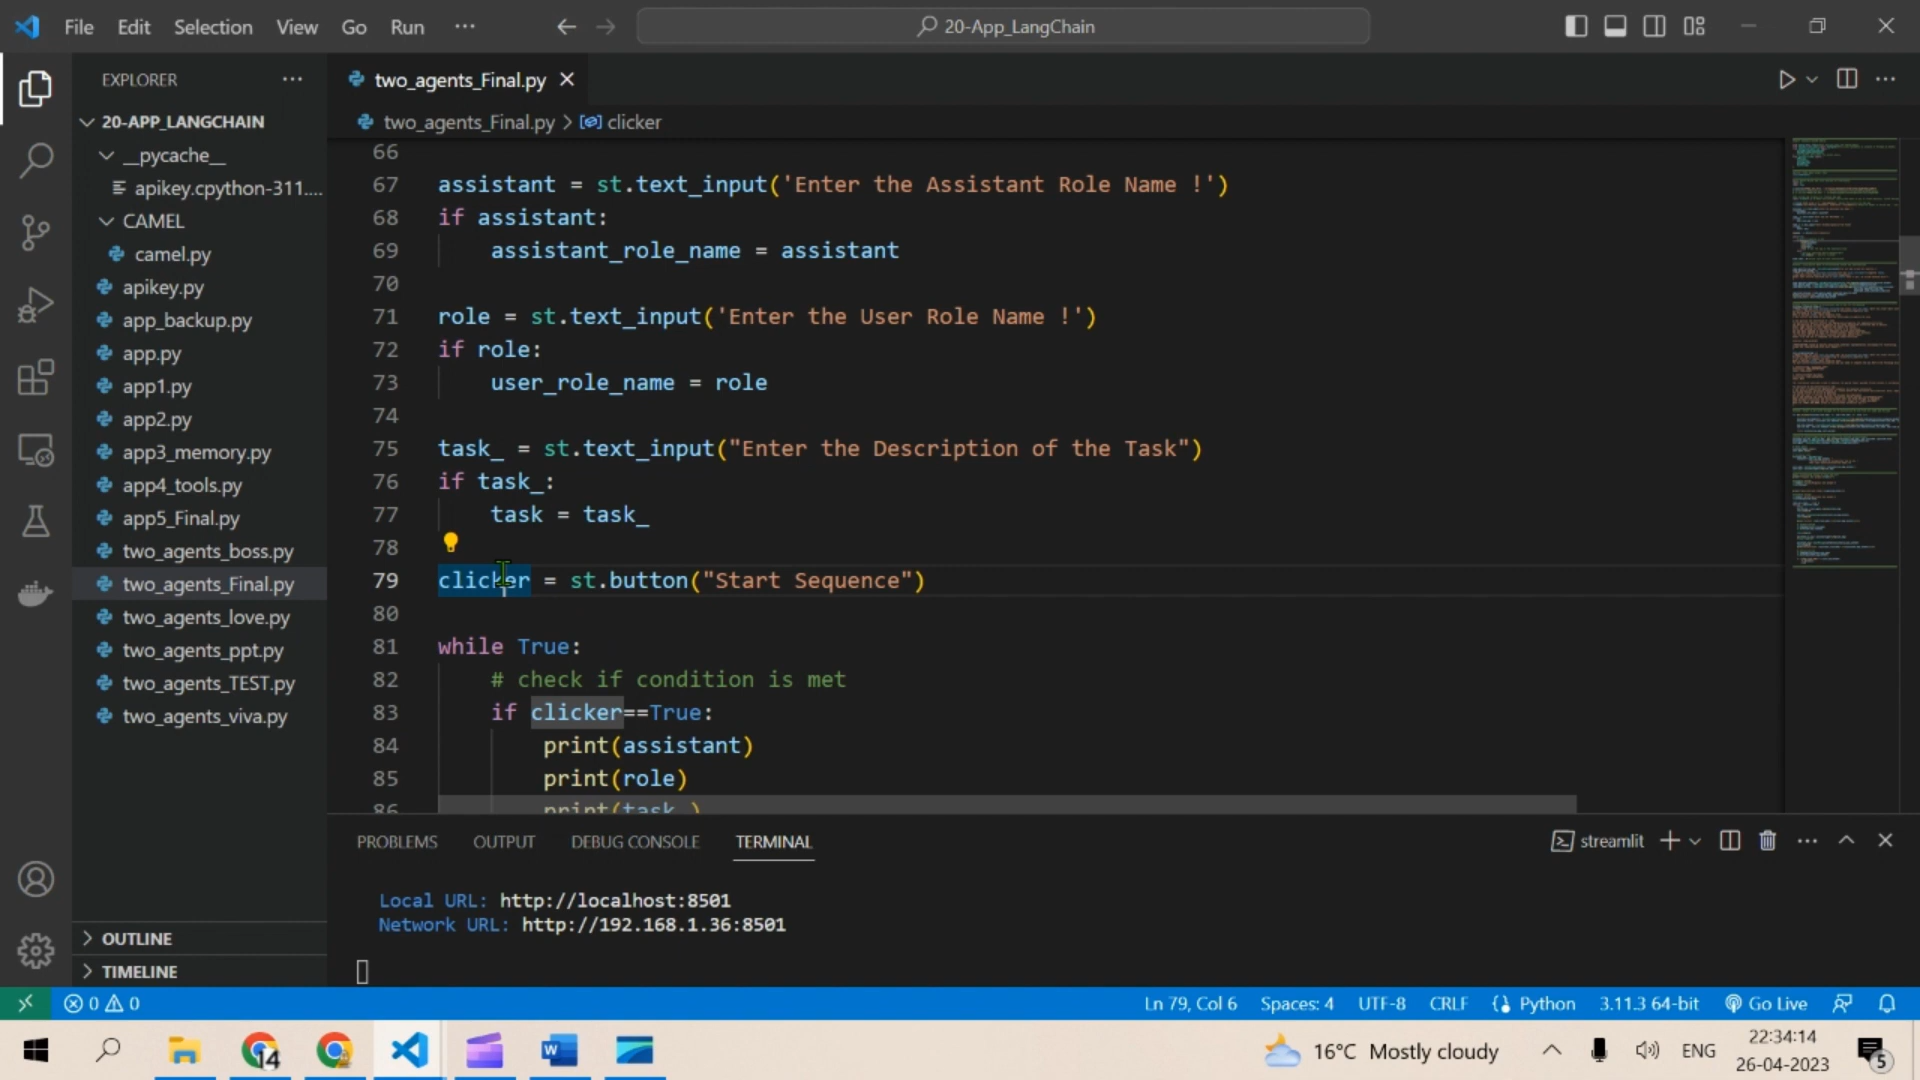 File Edit Selection View Go Run ··· 20-App_LangChain
EXPLORER ···
20-APP_LANGCHAIN
__pycache__
apikey.cpython-311....
CAMEL
camel.py
apikey.py
app_backup.py
app.py
app1.py
app2.py
app3_memory.py
app4_tools.py
app5_Final.py
two_agents_boss.py
two_agents_Final.py
two_agents_love.py
two_agents_ppt.py
two_agents_TEST.py
two_agents_viva.py
OUTLINE
TIMELINE
two_agents_Final.py
two_agents_Final.py > clicker
66
67 assistant = st.text_input('Enter the Assistant Role Name !')
68 if assistant:
69 assistant_role_name = assistant
70
71 role = st.text_input('Enter the User Role Name !')
72 if role:
73 user_role_name = role
74
75 task_ = st.text_input("Enter the Description of the Task")
76 if task_:
77 task = task_
78
79 clicker = st.button("Start Sequence")
80
81 while True:
82 # check if condition is met
83 if clicker==True:
84 print(assistant)
85 print(role)
86 print(task_)
PROBLEMS OUTPUT DEBUG CONSOLE TERMINAL streamlit
Local URL: http://localhost:8501
Network URL: http://192.168.1.36:8501
0 0 Ln 79, Col 6 Spaces: 4 UTF-8 CRLF Python 3.11.3 64-bit Go Live
14 16°C Mostly cloudy ENG 22:34:14
26-04-2023 5